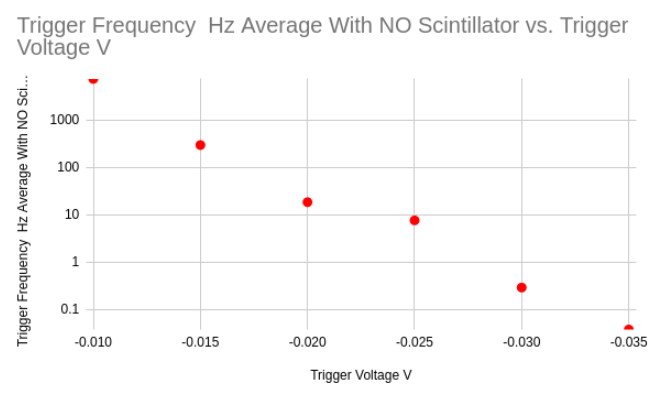 Trigger Frequency  Hz Average With NO Scintillator vs. Trigger
Voltage V
Trigger Frequency  Hz Average With NO Sci…
1000
100
10
1
0.1
-0.010
-0.015
-0.020
-0.025
-0.030
-0.035
Trigger Voltage V